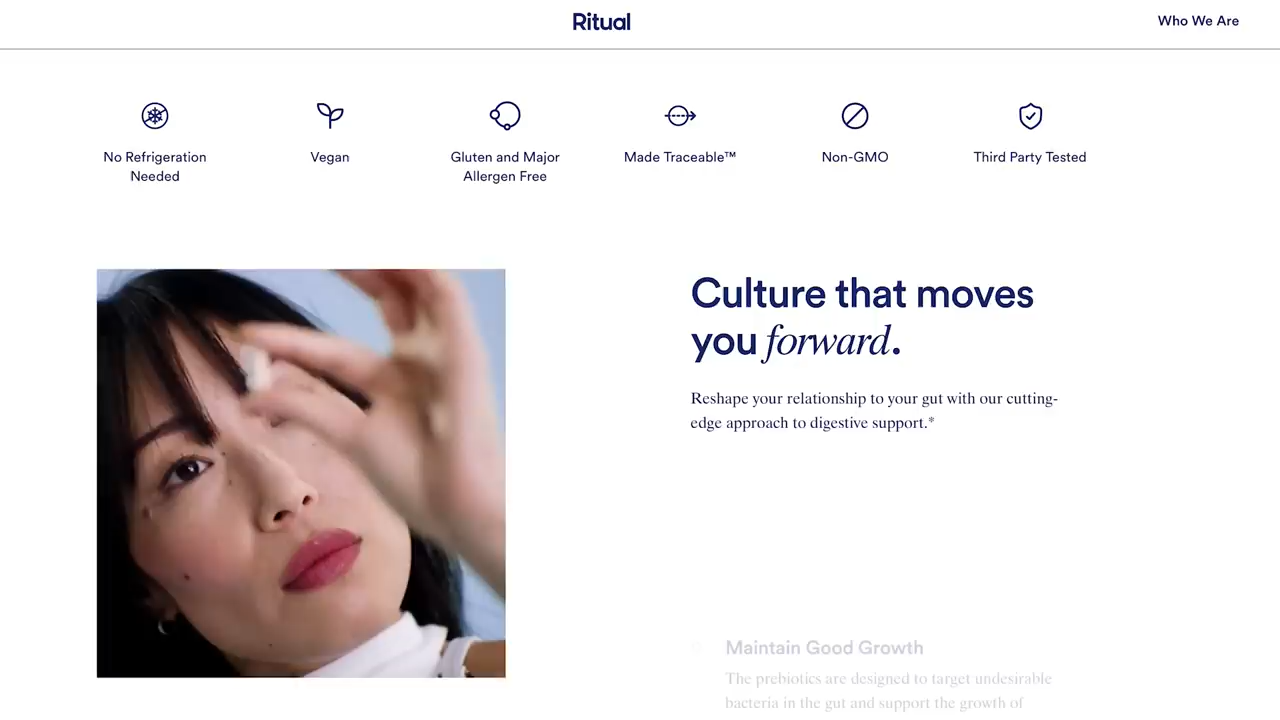 Ritual
Who We Are
No Refrigeration
Needed
Vegan
Gluten and Major
Allergen Free
Made Traceable™
Non-GMO
Third Party Tested
Culture that moves
you forward.
Reshape your relationship to your gut with our cutting-
edge approach to digestive support.*
Maintain Good Growth
The prebiotics are designed to target undesirable
bacteria in the gut and support the growth of